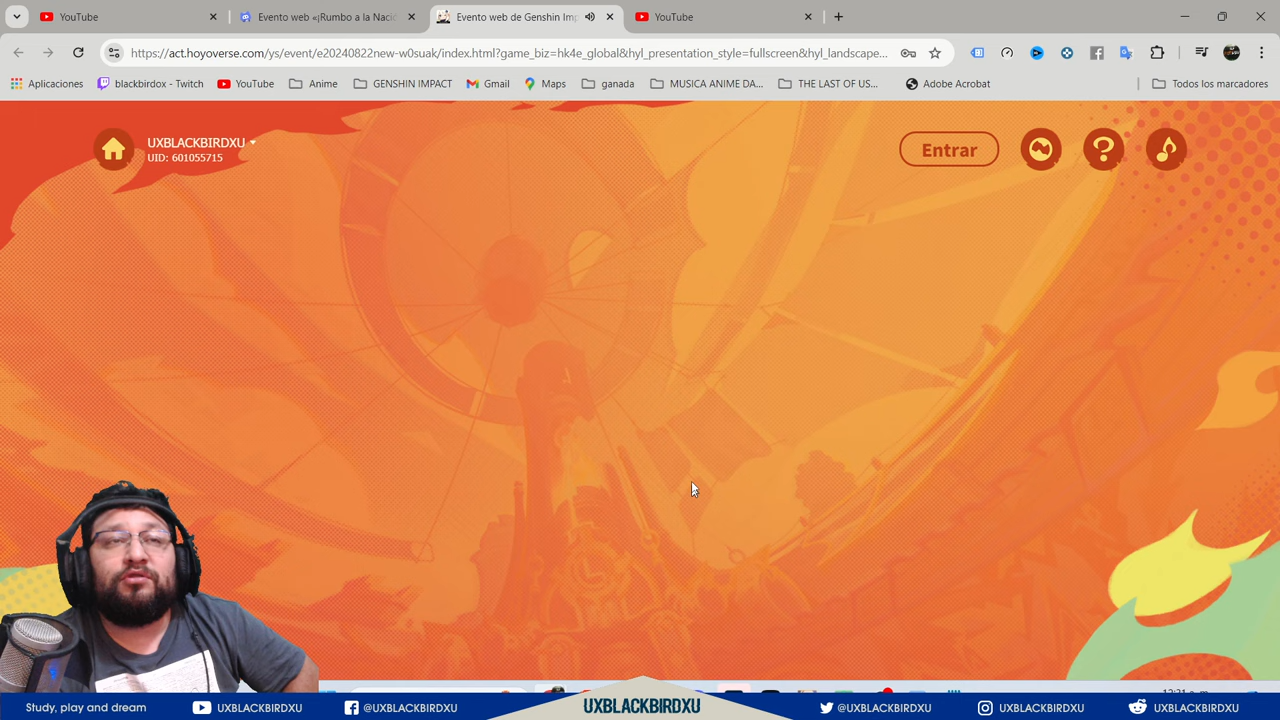 YouTube
Evento web «¡Rumbo a la Naci
Evento web de Genshin Imp
YouTube
https://act.hoyoverse.com/ys/event/e20240822new-w0suak/index.html?game_biz=hk4e_global&hyl_presentation_style=fullscreen&hyl_landscape...
Aplicaciones
blackbirdox - Twitch
YouTube
Anime
GENSHIN IMPACT
Gmail
Maps
ganada
MUSICA ANIME DA...
THE LAST OF US...
Adobe Acrobat
Todos los marcadores
UXBLACKBIRDXU
UID: 601055715
Entrar
Study, play and dream
UXBLACKBIRDXU
@UXBLACKBIRDXU
UXBLACKBIRDXU
@UXBLACKBIRDXU
UXBLACKBIRDXU
UXBLACKBIRDXU